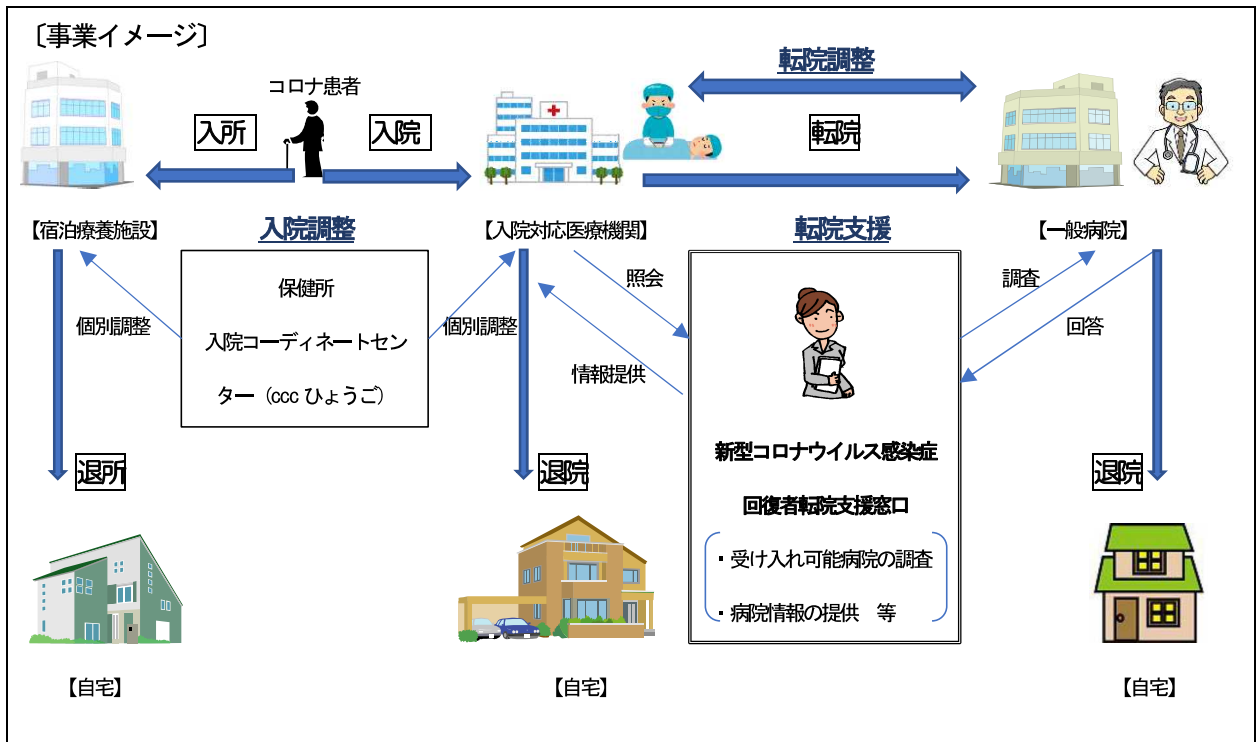 〔事業イメージ〕
転院調整
コロナ患者
入所
入院
転院
【宿泊療養施設】
入院調整
【入院対応医療機関】
転院支援
【一般病院】
保健所
入院コーディネートセン
ター（ccc ひょうご）
個別調整
個別調整
照会
情報提供
調査
回答
新型コロナウイルス感染症
回復者転院支援窓口
・受け入れ可能病院の調査
・病院情報の提供　等
退所
退院
退院
【自宅】
【自宅】
【自宅】